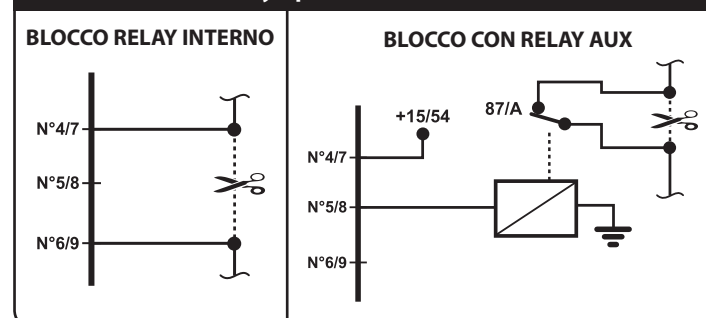 BLOCCO RELAY INTERNO
N°4/7
N°5/8
N°6/9
BLOCCO CON RELAY AUX
+15/54
87/A
N°4/7
N°5/8
N°6/9